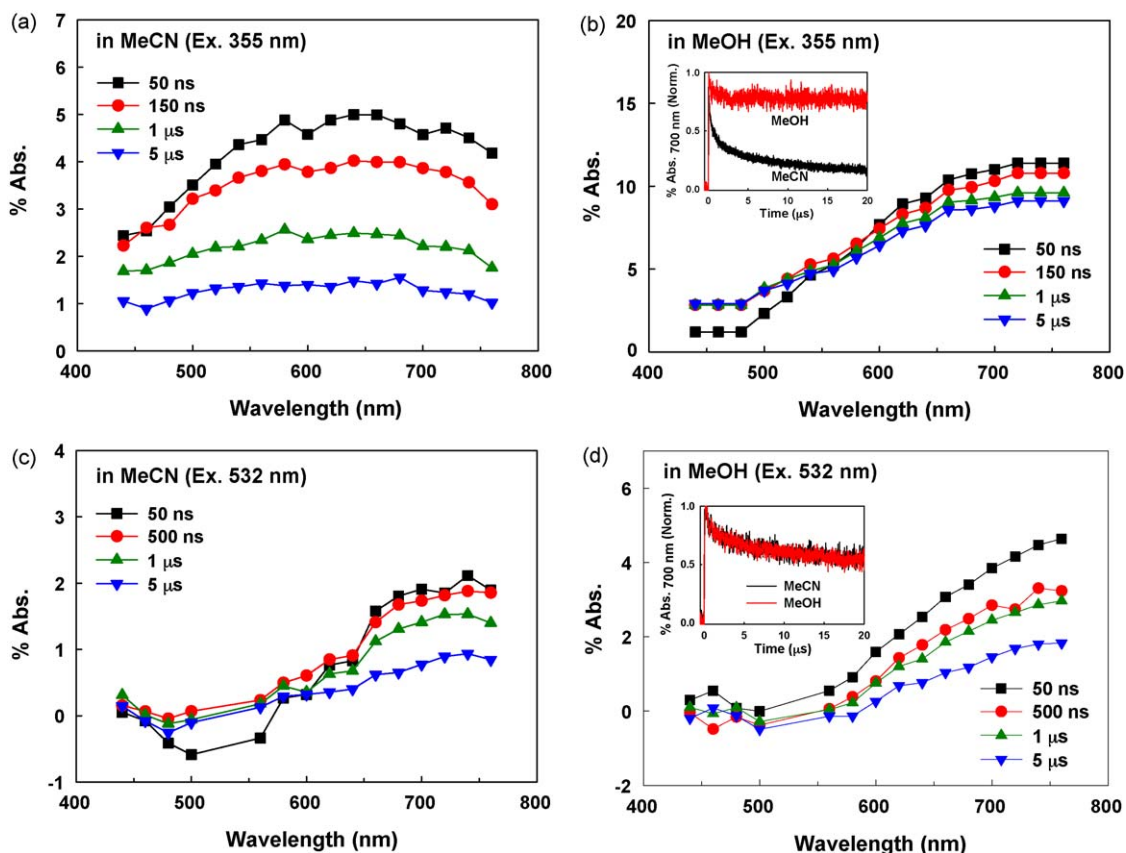 (a)
in MeCN (Ex. 355 nm)
50 ns
150 ns
1 μs
5 μs
7
6
5
4
3
2
1
0
% Abs.
400 500 600 700 800
Wavelength (nm)
(b)
in MeOH (Ex. 355 nm)
20
15
10
5
0
% Abs.
% Abs. 700 nm (Norm.)
1.0
0.5
0.0
MeOH
MeCN
0 5 10 15 20
Time (μs)
50 ns
150 ns
1 μs
5 μs
400 500 600 700 800
Wavelength (nm)
(c)
in MeCN (Ex. 532 nm)
50 ns
500 ns
1 μs
5 μs
4
3
2
1
0
-1
% Abs.
400 500 600 700 800
Wavelength (nm)
(d)
in MeOH (Ex. 532 nm)
6
4
2
0
-2
% Abs.
% Abs. 700 nm (Norm.)
1.0
0.5
0.0
MeCN
MeOH
0 5 10 15 20
Time (μs)
50 ns
500 ns
1 μs
5 μs
400 500 600 700 800
Wavelength (nm)